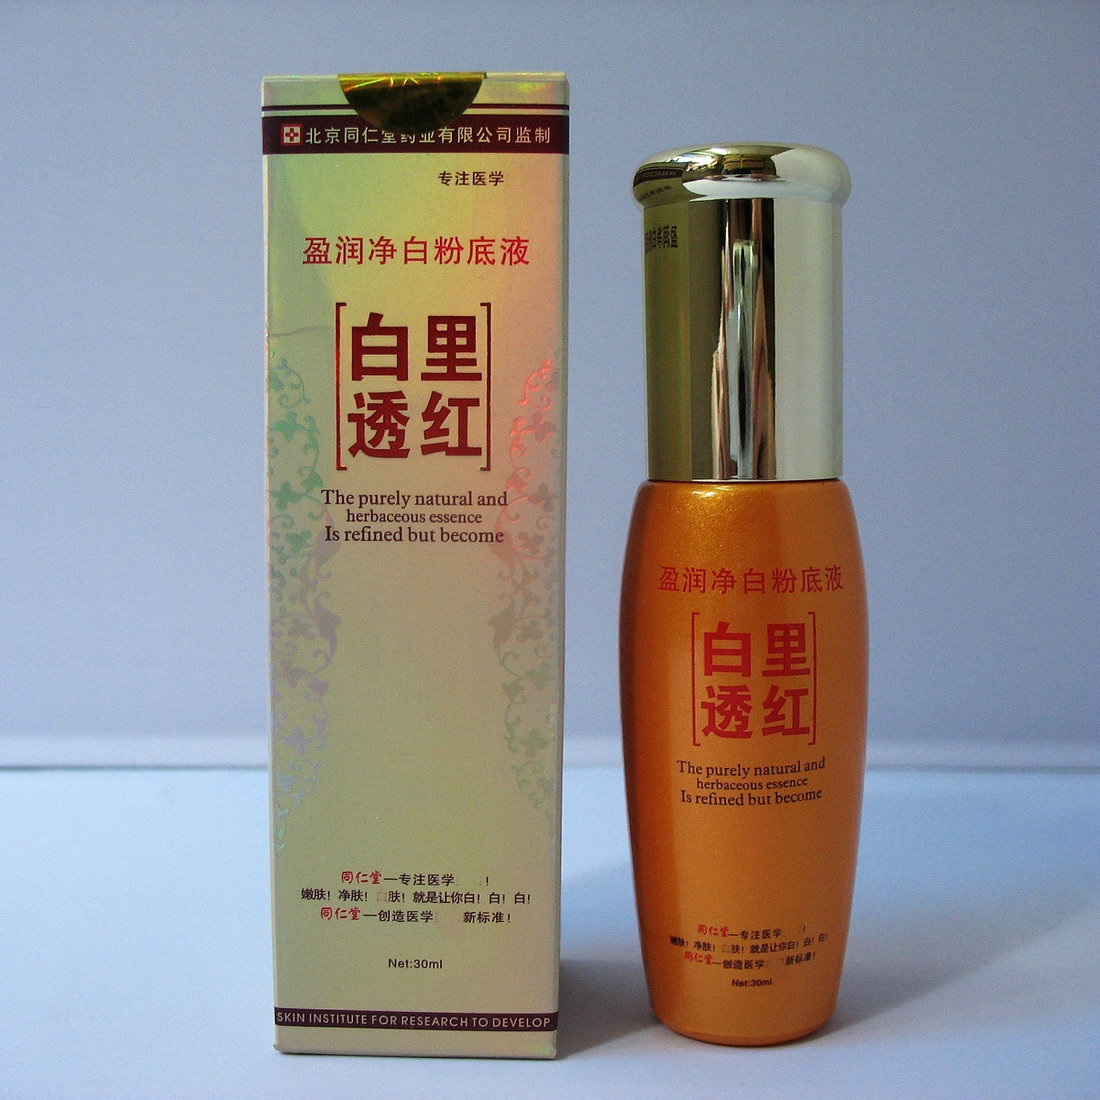 北京同仁堂药业有限公司监制
专注医学
盈润净白粉底液
白里
透红
The purely natural and
herbaceous essence
Is refined but become
同仁堂—专注医学 !
嫩肤! 净肤! 白肤! 就是让你白! 白! 白!
同仁堂—创造医学 新标准!
Net:30ml
SKIN INSTITUTE FOR RESEARCH TO DEVELOP
盈润净白粉底液
白里
透红
The purely natural and
herbaceous essence
Is refined but become
同仁堂—专注医学 !
嫩肤! 净肤! 白肤! 就是让你白! 白! 白!
同仁堂—创造医学 新标准!
Net:30ml